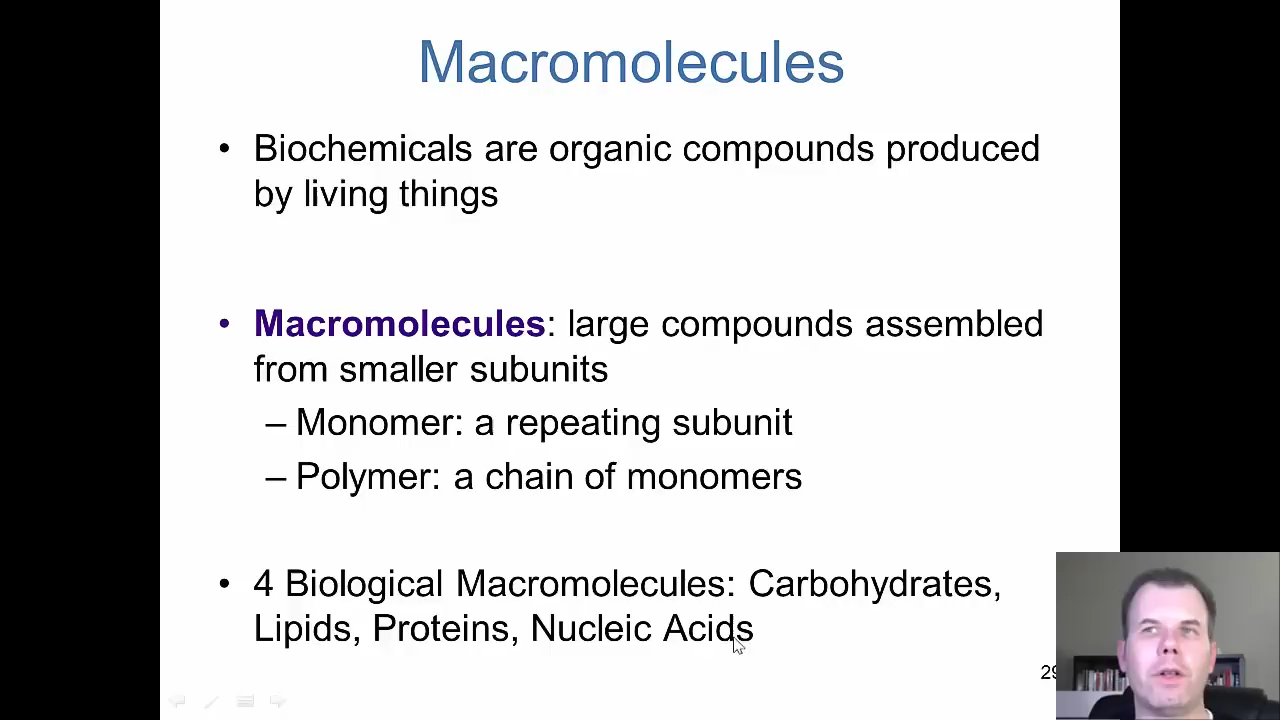 Macromolecules
• Biochemicals are organic compounds produced
by living things
• Macromolecules: large compounds assembled
from smaller subunits
– Monomer: a repeating subunit
– Polymer: a chain of monomers
• 4 Biological Macromolecules: Carbohydrates,
Lipids, Proteins, Nucleic Acids
29